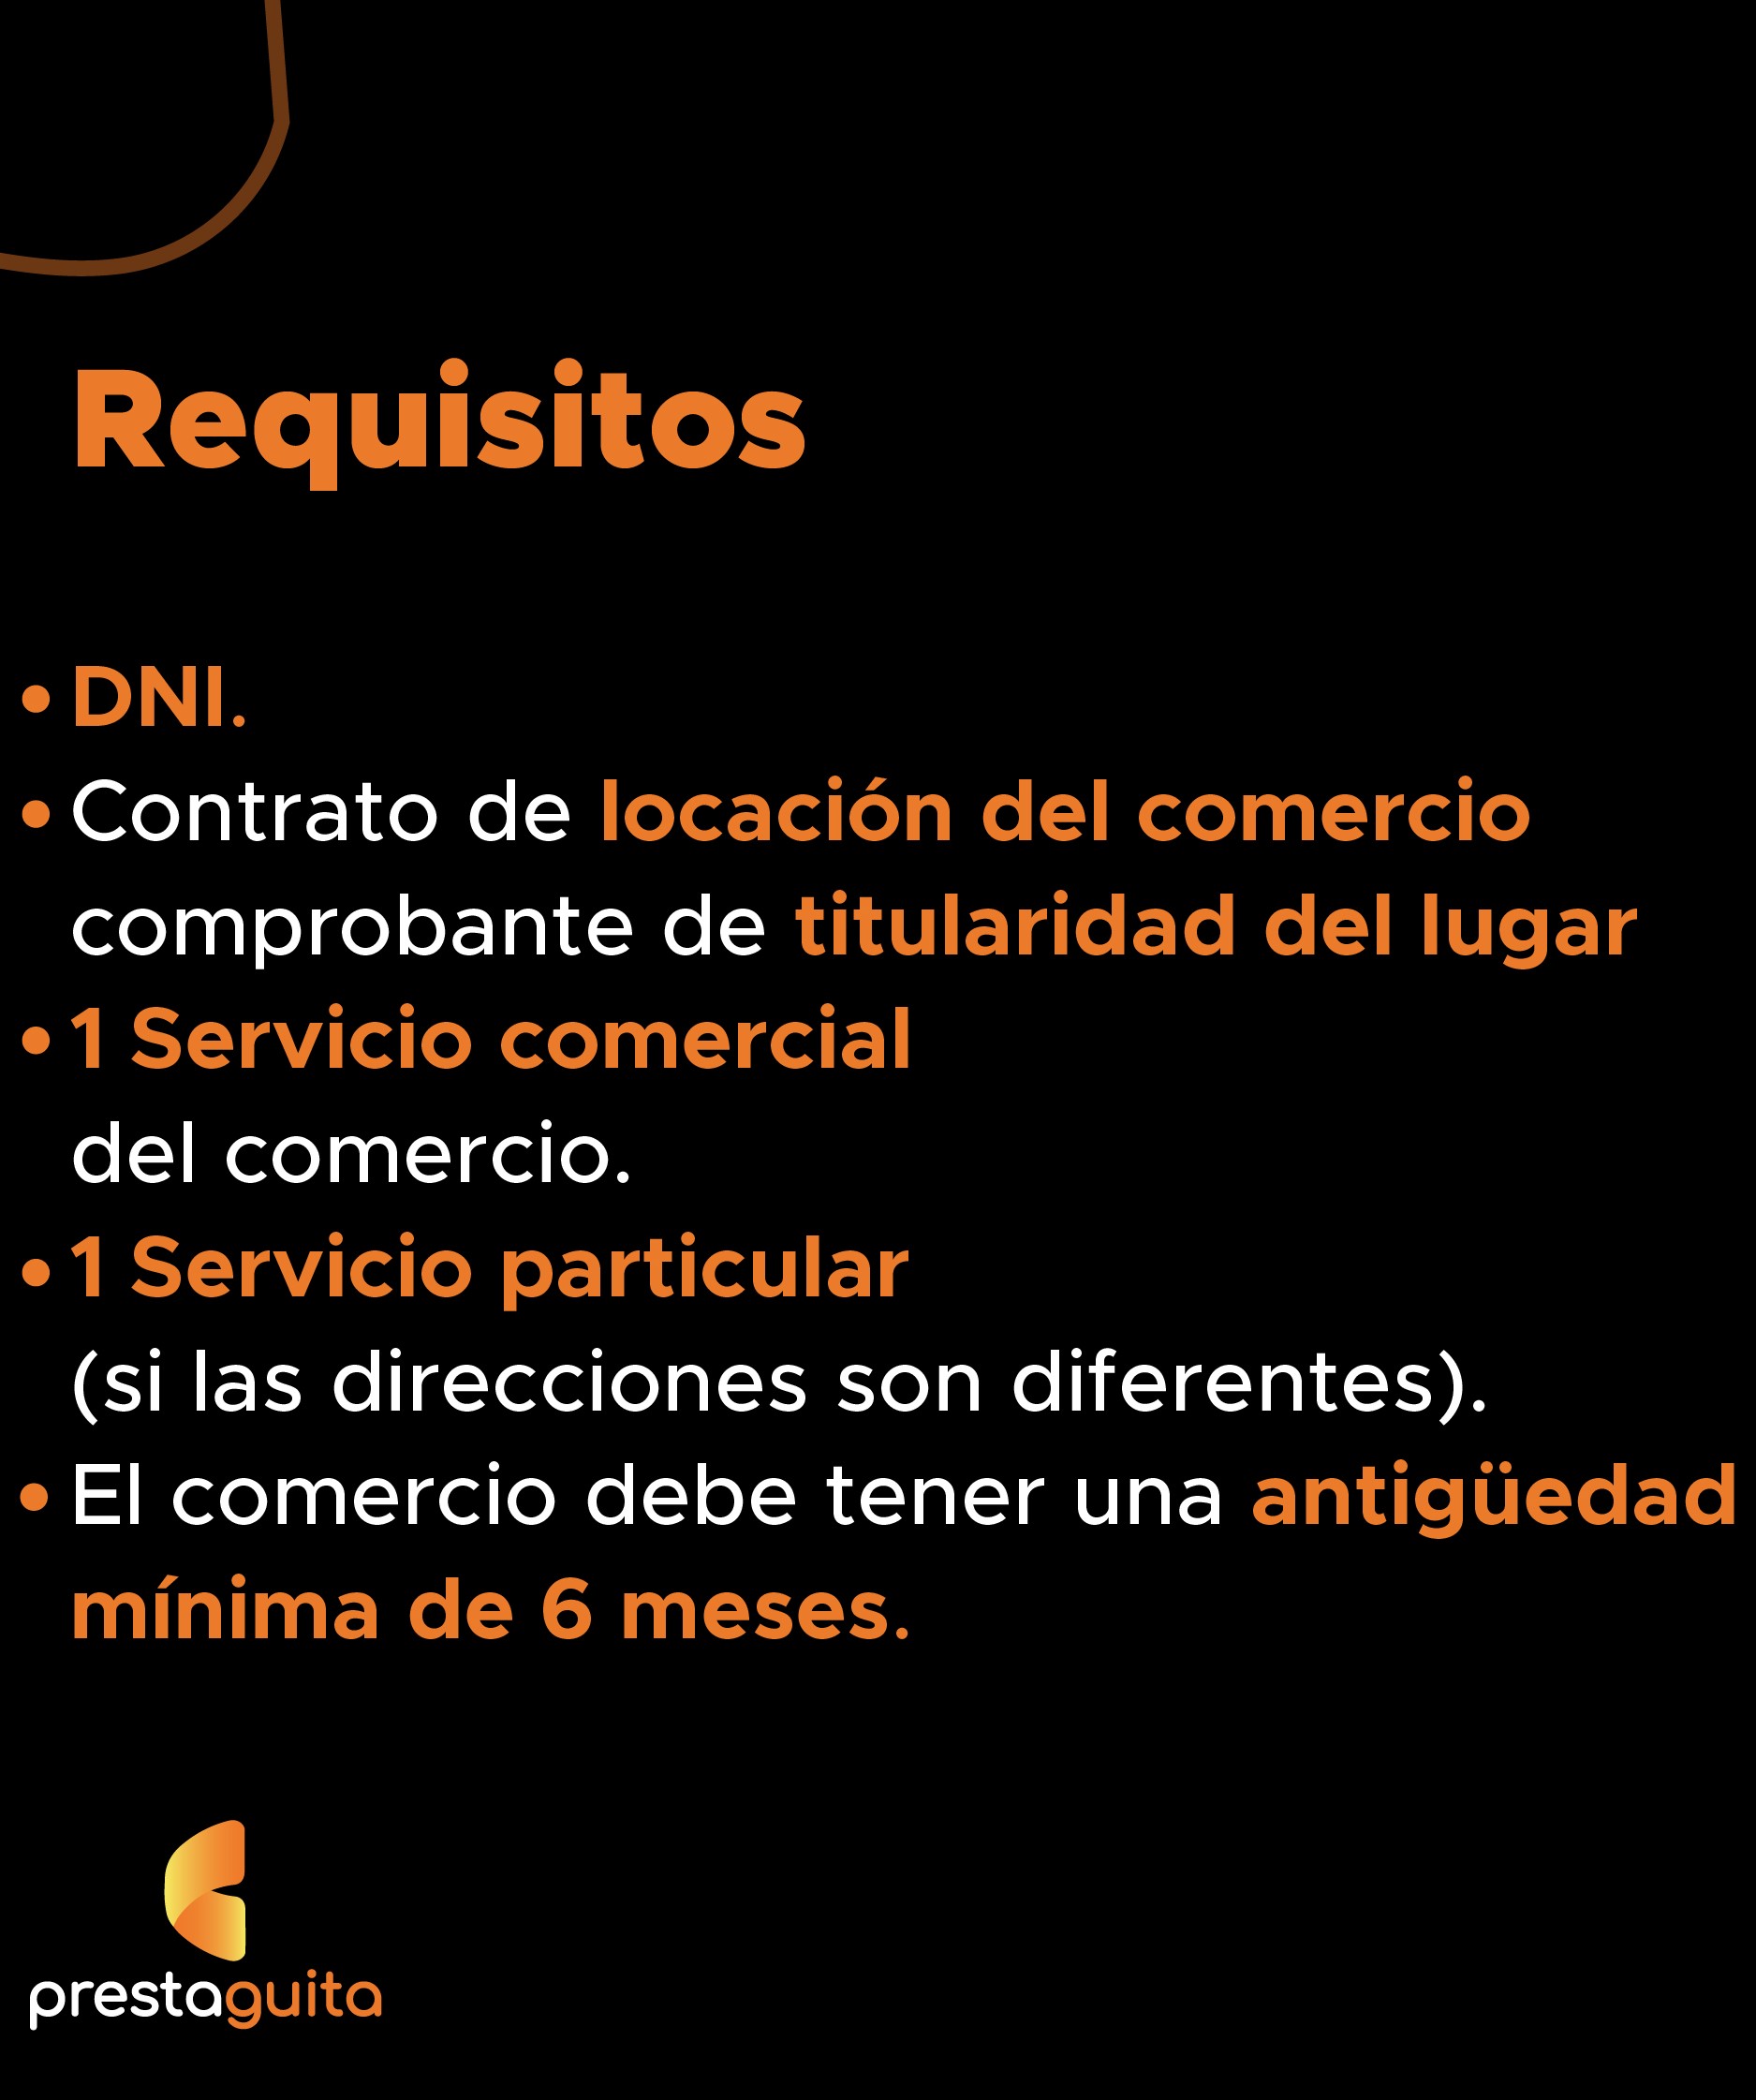 Requisitos
• DNI.
• Contrato de locación del comercio
comprobante de titularidad del lugar
• 1 Servicio comercial
del comercio.
• 1 Servicio particular
(si las direcciones son diferentes).
• El comercio debe tener una antigüedad
mínima de 6 meses.
prestaguita